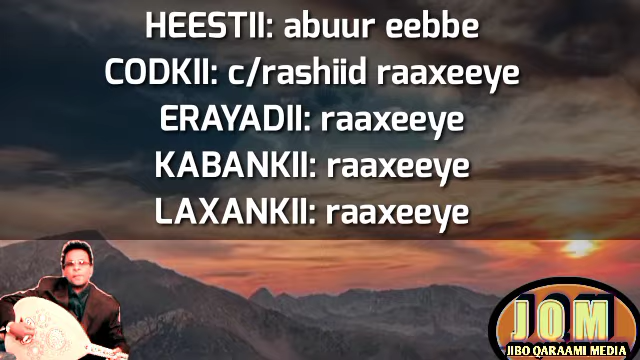 HEESTII: abuur eebbe
CODKII: c/rashiid raaxeeye
ERAYADII: raaxeeye
KABANKII: raaxeeye
LAXANKII: raaxeeye
JQM
JIBO QARAAMI MEDIA